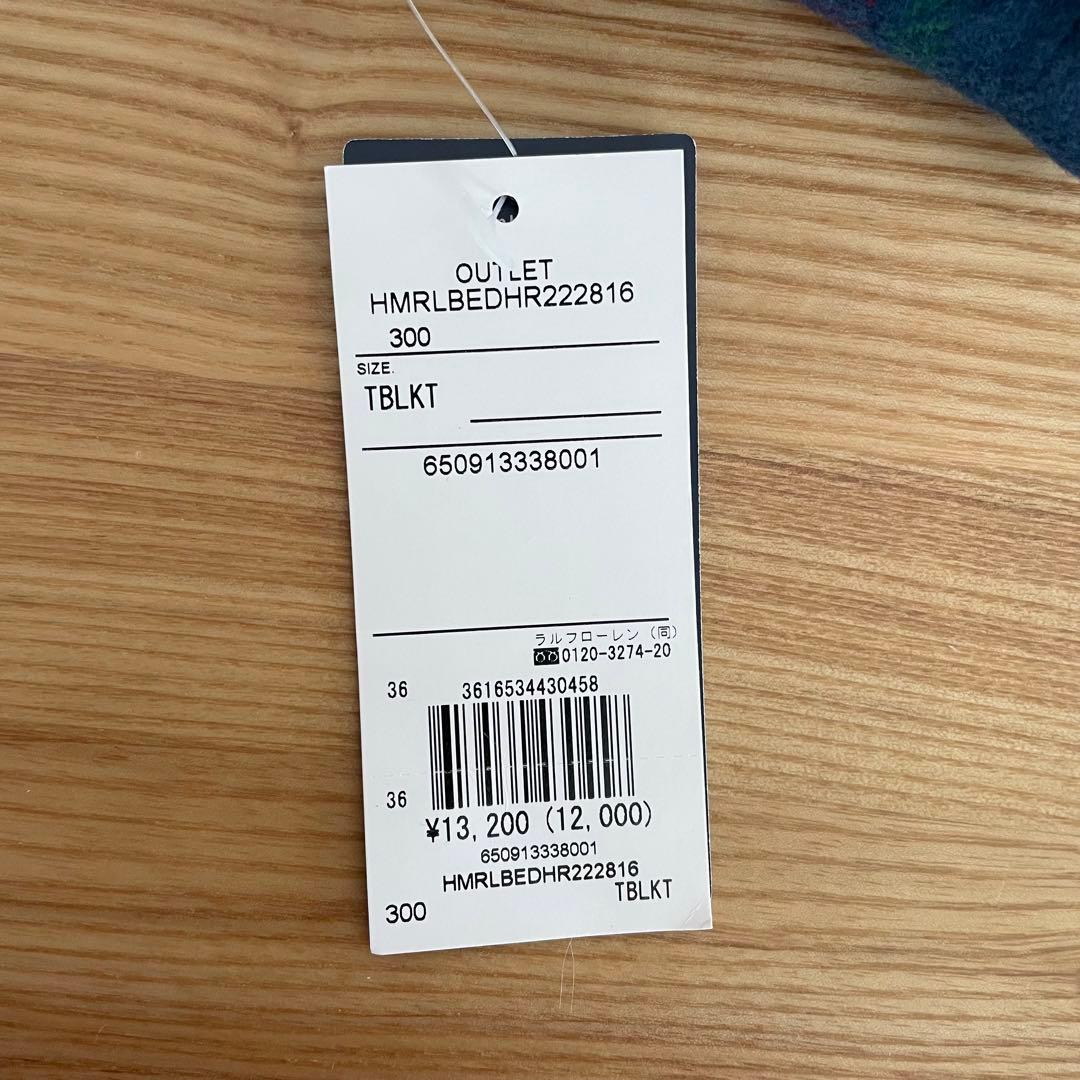 OUTLET
HMRLBEDHR222816
300
SIZE.
TBLKT
650913338001
ラルフローレン(同)
0120-3274-20
36 3616534430458
36
¥13,200 (12,000)
650913338001
HMRLBEDHR222816
TBLKT
300